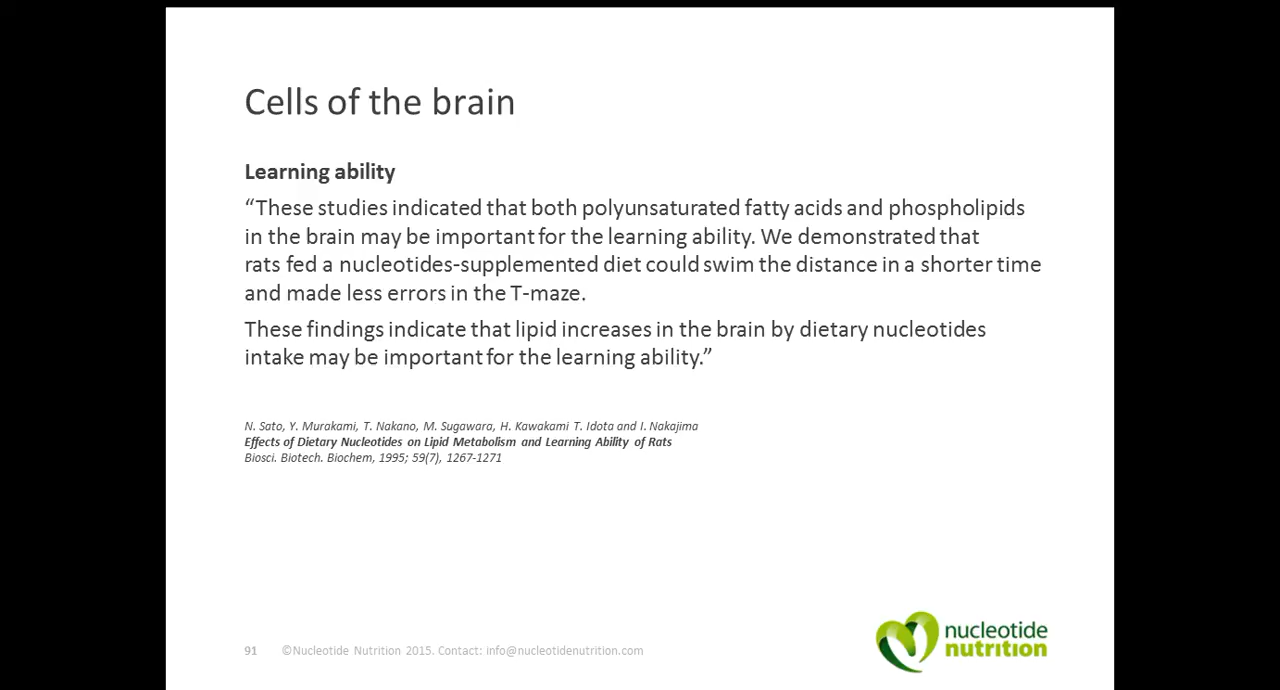 Cells of the brain
Learning ability
“These studies indicated that both polyunsaturated fatty acids and phospholipids
in the brain may be important for the learning ability. We demonstrated that
rats fed a nucleotides-supplemented diet could swim the distance in a shorter time
and made less errors in the T-maze.
These findings indicate that lipid increases in the brain by dietary nucleotides
intake may be important for the learning ability.”
N. Sato, Y. Murakami, T. Nakano, M. Sugawara, H. Kawakami T. Idota and I. Nakajima
Effects of Dietary Nucleotides on Lipid Metabolism and Learning Ability of Rats
Biosci. Biotech. Biochem, 1995; 59(7), 1267-1271
91 ©Nucleotide Nutrition 2015. Contact: info@nucleotidenutrition.com
nucleotide
nutrition